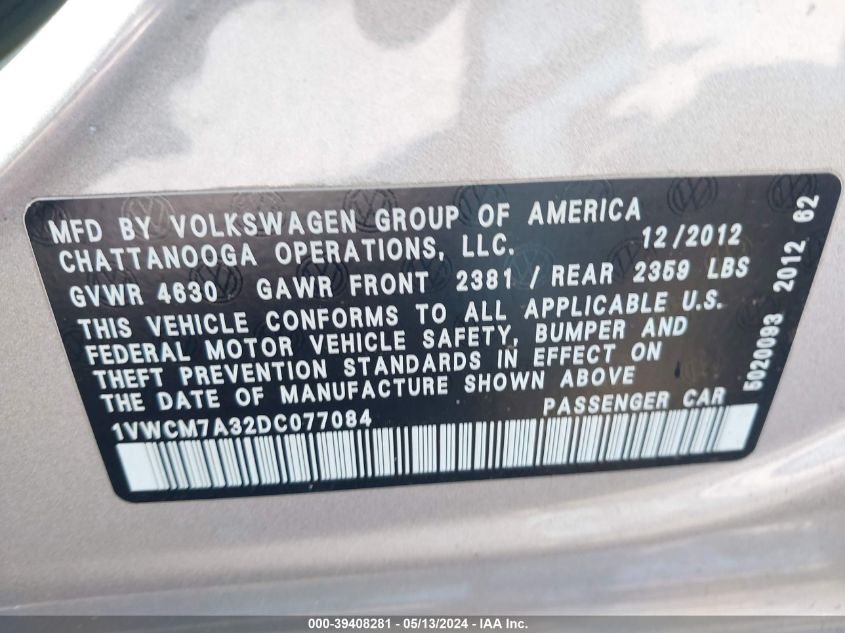 MFD BY VOLKSWAGEN GROUP OF AMERICA
CHATTANOOGA OPERATIONS, LLC. 12/2012
GVWR 4630 GAWR FRONT 2381 / REAR 2359 LBS
THIS VEHICLE CONFORMS TO ALL APPLICABLE U.S.
FEDERAL MOTOR VEHICLE SAFETY, BUMPER AND
THEFT PREVENTION STANDARDS IN EFFECT ON
THE DATE OF MANUFACTURE SHOWN ABOVE
1VWCM7A32DC077084 PASSENGER CAR
5020093 2012 62
000-39408281 - 05/13/2024 - IAA Inc.